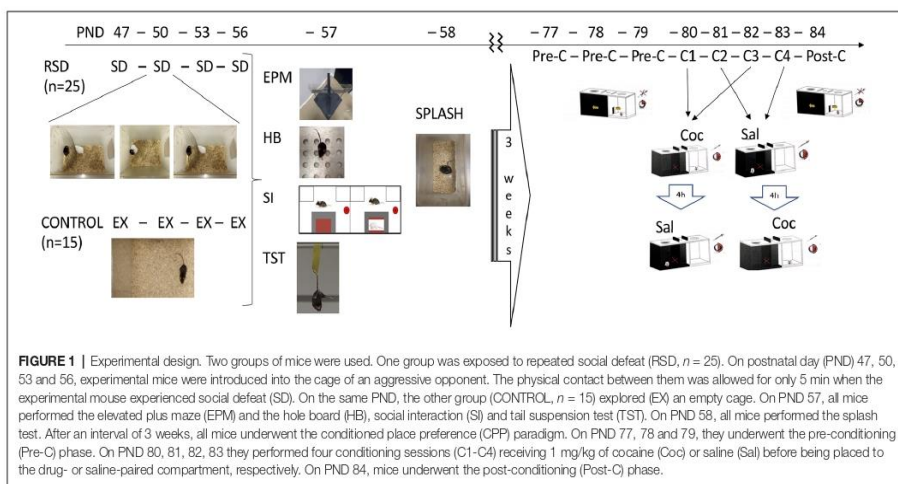 PND 47 – 50 – 53 – 56 – 57 – 58 – 77 – 78 – 79 – 80 – 81 – 82 – 83 – 84
RSD SD – SD – SD – SD
(n=25)
EPM
HB
SI
TST
SPLASH
CONTROL EX – EX – EX – EX
(n=15)
3 weeks
Pre-C – Pre-C – Pre-C – C1 – C2 – C3 – C4 – Post-C
Coc Sal
4h 4h
Sal Coc
FIGURE 1 | Experimental design. Two groups of mice were used. One group was exposed to repeated social defeat (RSD, n = 25). On postnatal day (PND) 47, 50,
53 and 56, experimental mice were introduced into the cage of an aggressive opponent. The physical contact between them was allowed for only 5 min when the
experimental mouse experienced social defeat (SD). On the same PND, the other group (CONTROL, n = 15) explored (EX) an empty cage. On PND 57, all mice
performed the elevated plus maze (EPM) and the hole board (HB), social interaction (SI) and tail suspension test (TST). On PND 58, all mice performed the splash
test. After an interval of 3 weeks, all mice underwent the conditioned place preference (CPP) paradigm. On PND 77, 78 and 79, they underwent the pre-conditioning
(Pre-C) phase. On PND 80, 81, 82, 83 they performed four conditioning sessions (C1-C4) receiving 1 mg/kg of cocaine (Coc) or saline (Sal) before being placed to
the drug- or saline-paired compartment, respectively. On PND 84, mice underwent the post-conditioning (Post-C) phase.